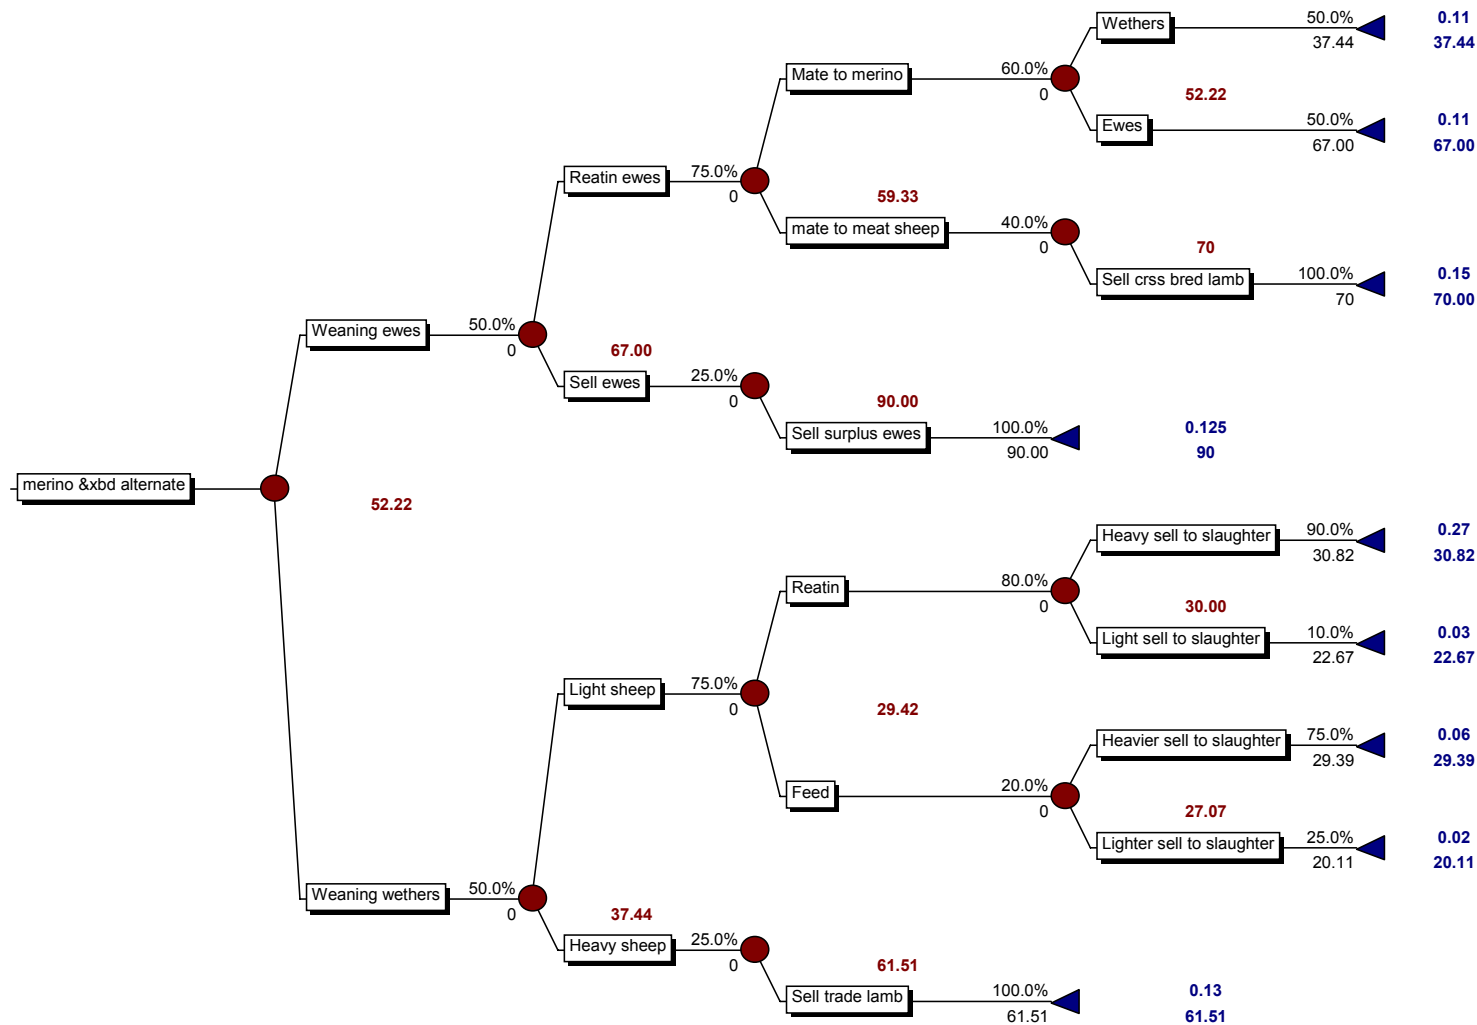 Wethers 50.0% 0.11
37.44 37.44
Mate to merino 60.0%
0 52.22
Ewes 50.0% 0.11
67.00 67.00
Reatin ewes 75.0%
0 59.33
mate to meat sheep 40.0%
0 70
Sell crss bred lamb 100.0% 0.15
70 70.00
Weaning ewes 50.0%
0 67.00
Sell ewes 25.0%
0 90.00
Sell surplus ewes 100.0% 0.125
90.00 90
merino &xbd alternate
52.22
Heavy sell to slaughter 90.0% 0.27
30.82 30.82
Reatin 80.0%
0 30.00
Light sell to slaughter 10.0% 0.03
22.67 22.67
Light sheep 75.0%
0 29.42
Heavier sell to slaughter 75.0% 0.06
29.39 29.39
Feed 20.0%
0 27.07
Lighter sell to slaughter 25.0% 0.02
20.11 20.11
Weaning wethers 50.0%
0 37.44
Heavy sheep 25.0%
0 61.51
Sell trade lamb 100.0% 0.13
61.51 61.51